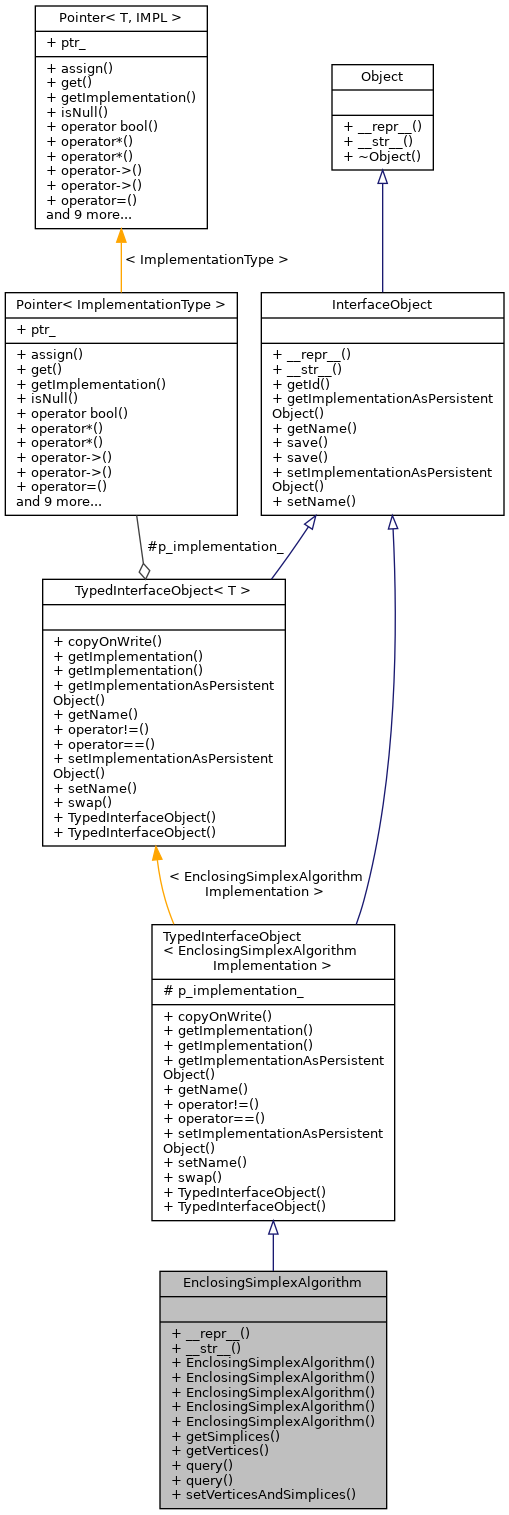 Pointer< T, IMPL >
+ ptr_
+ assign()
+ get()
+ getImplementation()
+ isNull()
+ operator bool()
+ operator*()
+ operator*()
+ operator->()
+ operator->()
+ operator=()
and 9 more...
Object
+ __repr__()
+ __str__()
+ ~Object()
< ImplementationType >
Pointer< ImplementationType >
+ ptr_
+ assign()
+ get()
+ getImplementation()
+ isNull()
+ operator bool()
+ operator*()
+ operator*()
+ operator->()
+ operator->()
+ operator=()
and 9 more...
InterfaceObject
+ __repr__()
+ __str__()
+ getId()
+ getImplementationAsPersistent
Object()
+ getName()
+ save()
+ save()
+ setImplementationAsPersistent
Object()
+ setName()
#p_implementation_
TypedInterfaceObject< T >
+ copyOnWrite()
+ getImplementation()
+ getImplementation()
+ getImplementationAsPersistent
Object()
+ getName()
+ operator!=()
+ operator==()
+ setImplementationAsPersistent
Object()
+ setName()
+ swap()
+ TypedInterfaceObject()
+ TypedInterfaceObject()
< EnclosingSimplexAlgorithm
Implementation >
TypedInterfaceObject
< EnclosingSimplexAlgorithm
Implementation >
# p_implementation_
+ copyOnWrite()
+ getImplementation()
+ getImplementation()
+ getImplementationAsPersistent
Object()
+ getName()
+ operator!=()
+ operator==()
+ setImplementationAsPersistent
Object()
+ setName()
+ swap()
+ TypedInterfaceObject()
+ TypedInterfaceObject()
EnclosingSimplexAlgorithm
+ __repr__()
+ __str__()
+ EnclosingSimplexAlgorithm()
+ EnclosingSimplexAlgorithm()
+ EnclosingSimplexAlgorithm()
+ EnclosingSimplexAlgorithm()
+ EnclosingSimplexAlgorithm()
+ getSimplices()
+ getVertices()
+ query()
+ query()
+ setVerticesAndSimplices()